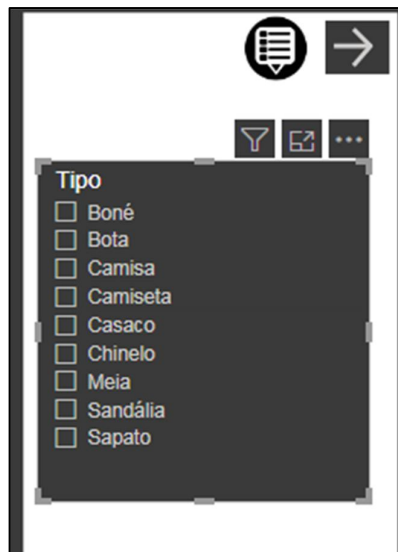 Tipo
Boné
Bota
Camisa
Camiseta
Casaco
Chinelo
Meia
Sandália
Sapato